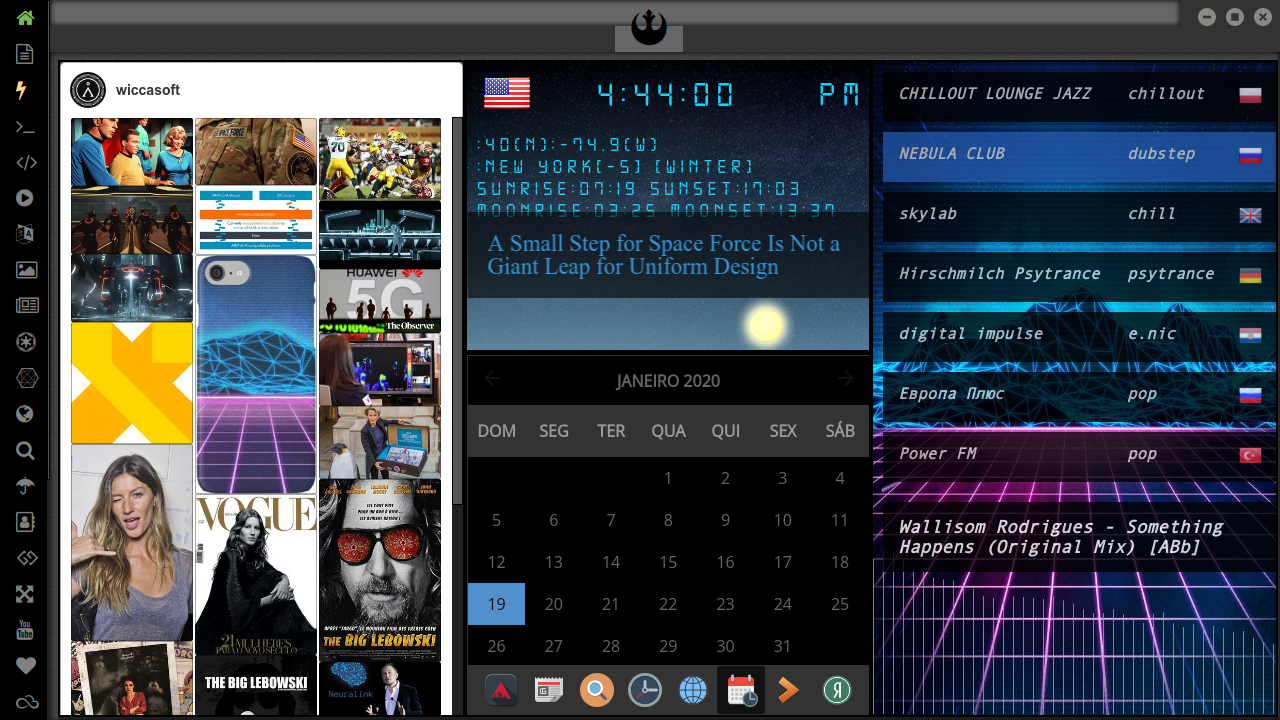 wiccasoft
U.S. SPACE FORCE
70
HUAWEI
5G
The Observer
VOGUE
21 MULHERES
PARA O NOVO SÉCULO
THE BIG LEBOWSKI
THE BIG LEBOWSKI
Neuralink
4:44:00 PM
:40(N):-74.9(W)
:NEW YORK[-5] [WINTER]
SUNRISE:07:19 SUNSET:17:03
MOONRISE:03:25 MOONSET:13:37
A Small Step for Space Force Is Not a
Giant Leap for Uniform Design
JANEIRO 2020
DOM SEG TER QUA QUI SEX SÁB
1 2 3 4
5 6 7 8 9 10 11
12 13 14 15 16 17 18
19 20 21 22 23 24 25
26 27 28 29 30 31
CHILLOUT LOUNGE JAZZ chillout
NEBULA CLUB dubstep
skylab chill
Hirschmilch Psytrance psytrance
digital impulse e.nic
Европа Плюс pop
Power FM pop
Wallisom Rodrigues - Something
Happens (Original Mix) [ABb]
You
Tube
Я